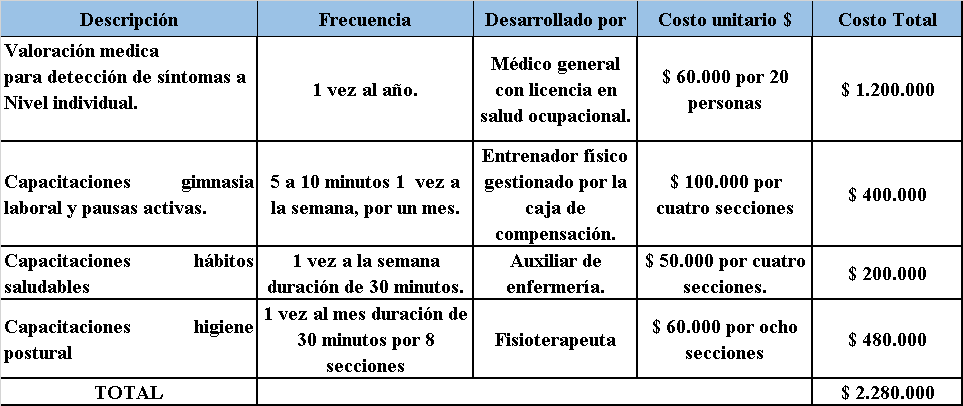 Descripción
Frecuencia
Desarrollado por
Costo unitario $
Costo Total
Valoración medica
para detección de síntomas a
Nivel individual.
1 vez al año.
Médico general
con licencia en
salud ocupacional.
$ 60.000 por 20
personas
$ 1.200.000
Capacitaciones gimnasia
laboral y pausas activas.
5 a 10 minutos 1 vez a
la semana, por un mes.
Entrenador físico
gestionado por la
caja de
compensación.
$ 100.000 por
cuatro secciones
$ 400.000
Capacitaciones hábitos
saludables
1 vez a la semana
duración de 30 minutos.
Auxiliar de
enfermería.
$ 50.000 por cuatro
secciones.
$ 200.000
Capacitaciones higiene
postural
1 vez al mes duración de
30 minutos por 8
secciones
Fisioterapeuta
$ 60.000 por ocho
secciones
$ 480.000
TOTAL
$ 2.280.000